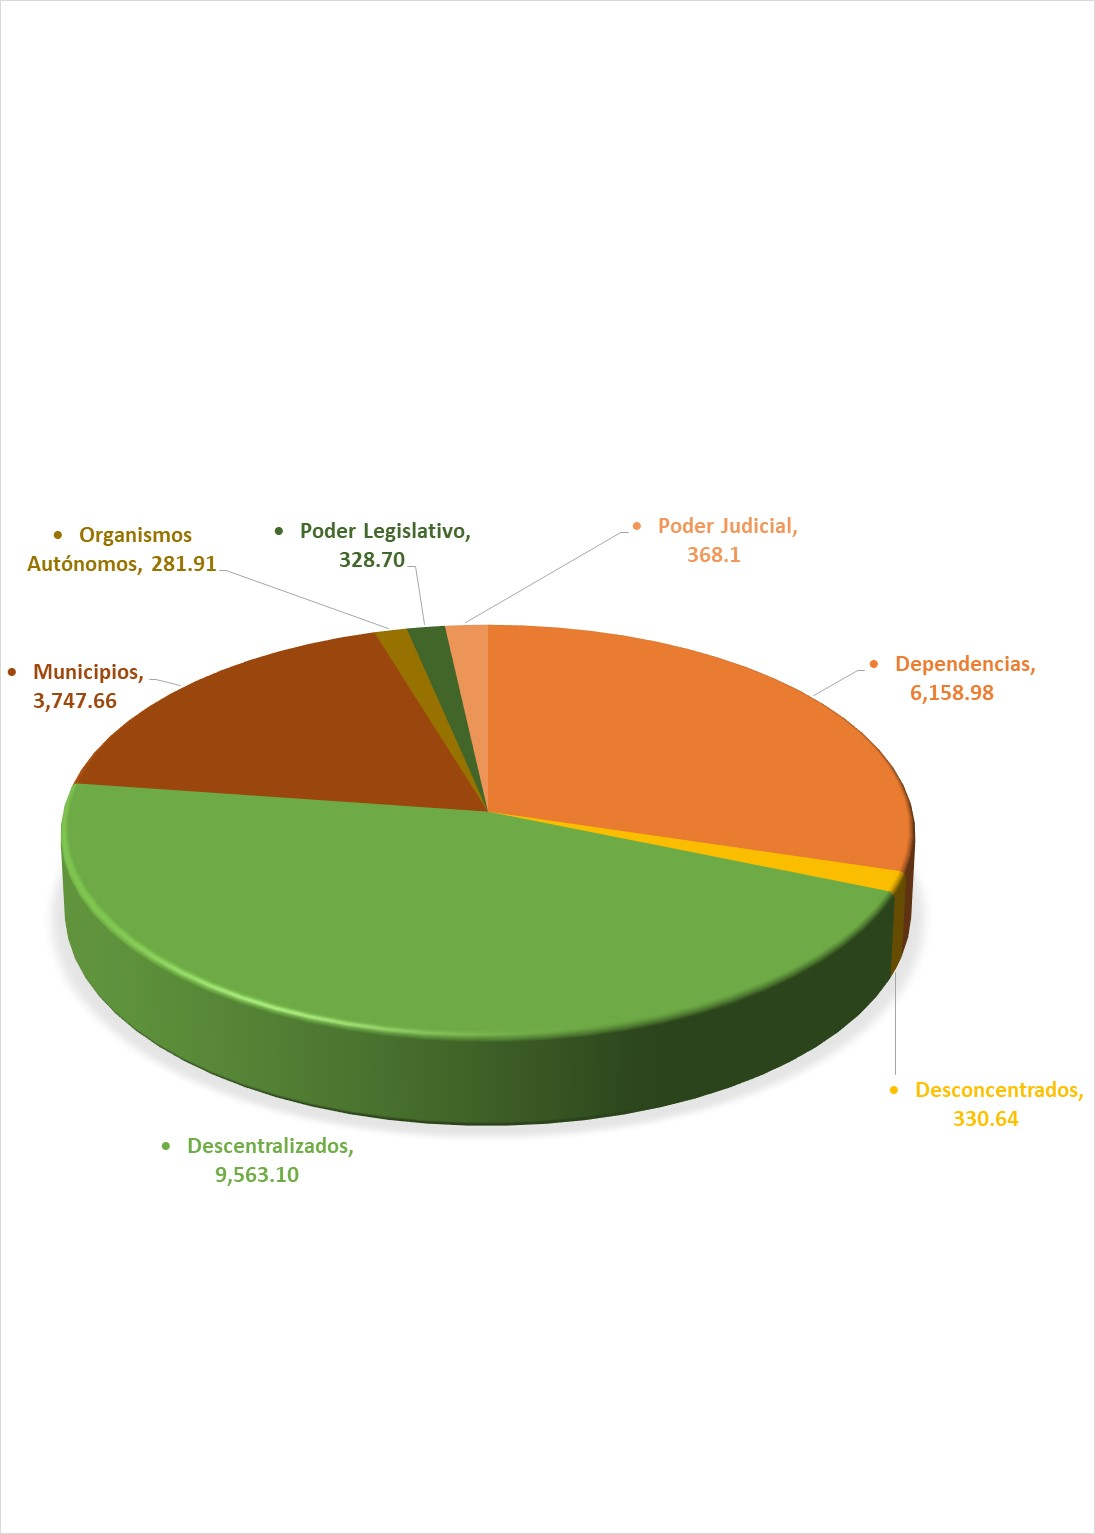 • Organismos
Autónomos, 281.91
• Poder Legislativo,
328.70
• Poder Judicial,
368.1
• Municipios,
3,747.66
• Dependencias,
6,158.98
• Desconcentrados,
330.64
• Descentralizados,
9,563.10